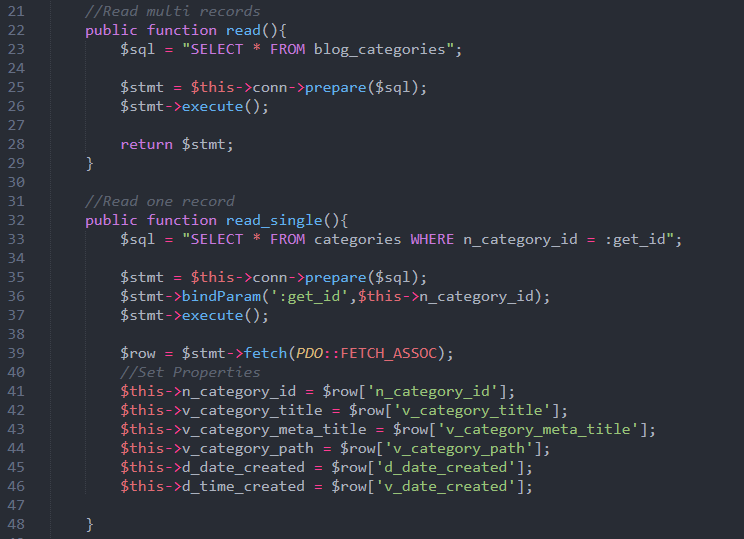 21 //Read multi records
22 public function read(){
23 $sql = "SELECT * FROM blog_categories";
24
25 $stmt = $this->conn->prepare($sql);
26 $stmt->execute();
27
28 return $stmt;
29 }
30
31 //Read one record
32 public function read_single(){
33 $sql = "SELECT * FROM categories WHERE n_category_id = :get_id";
34
35 $stmt = $this->conn->prepare($sql);
36 $stmt->bindParam(':get_id',$this->n_category_id);
37 $stmt->execute();
38
39 $row = $stmt->fetch(PDO::FETCH_ASSOC);
40 //Set Properties
41 $this->n_category_id = $row['n_category_id'];
42 $this->v_category_title = $row['v_category_title'];
43 $this->v_category_meta_title = $row['v_category_meta_title'];
44 $this->v_category_path = $row['v_category_path'];
45 $this->d_date_created = $row['d_date_created'];
46 $this->d_time_created = $row['v_date_created'];
47
48 }